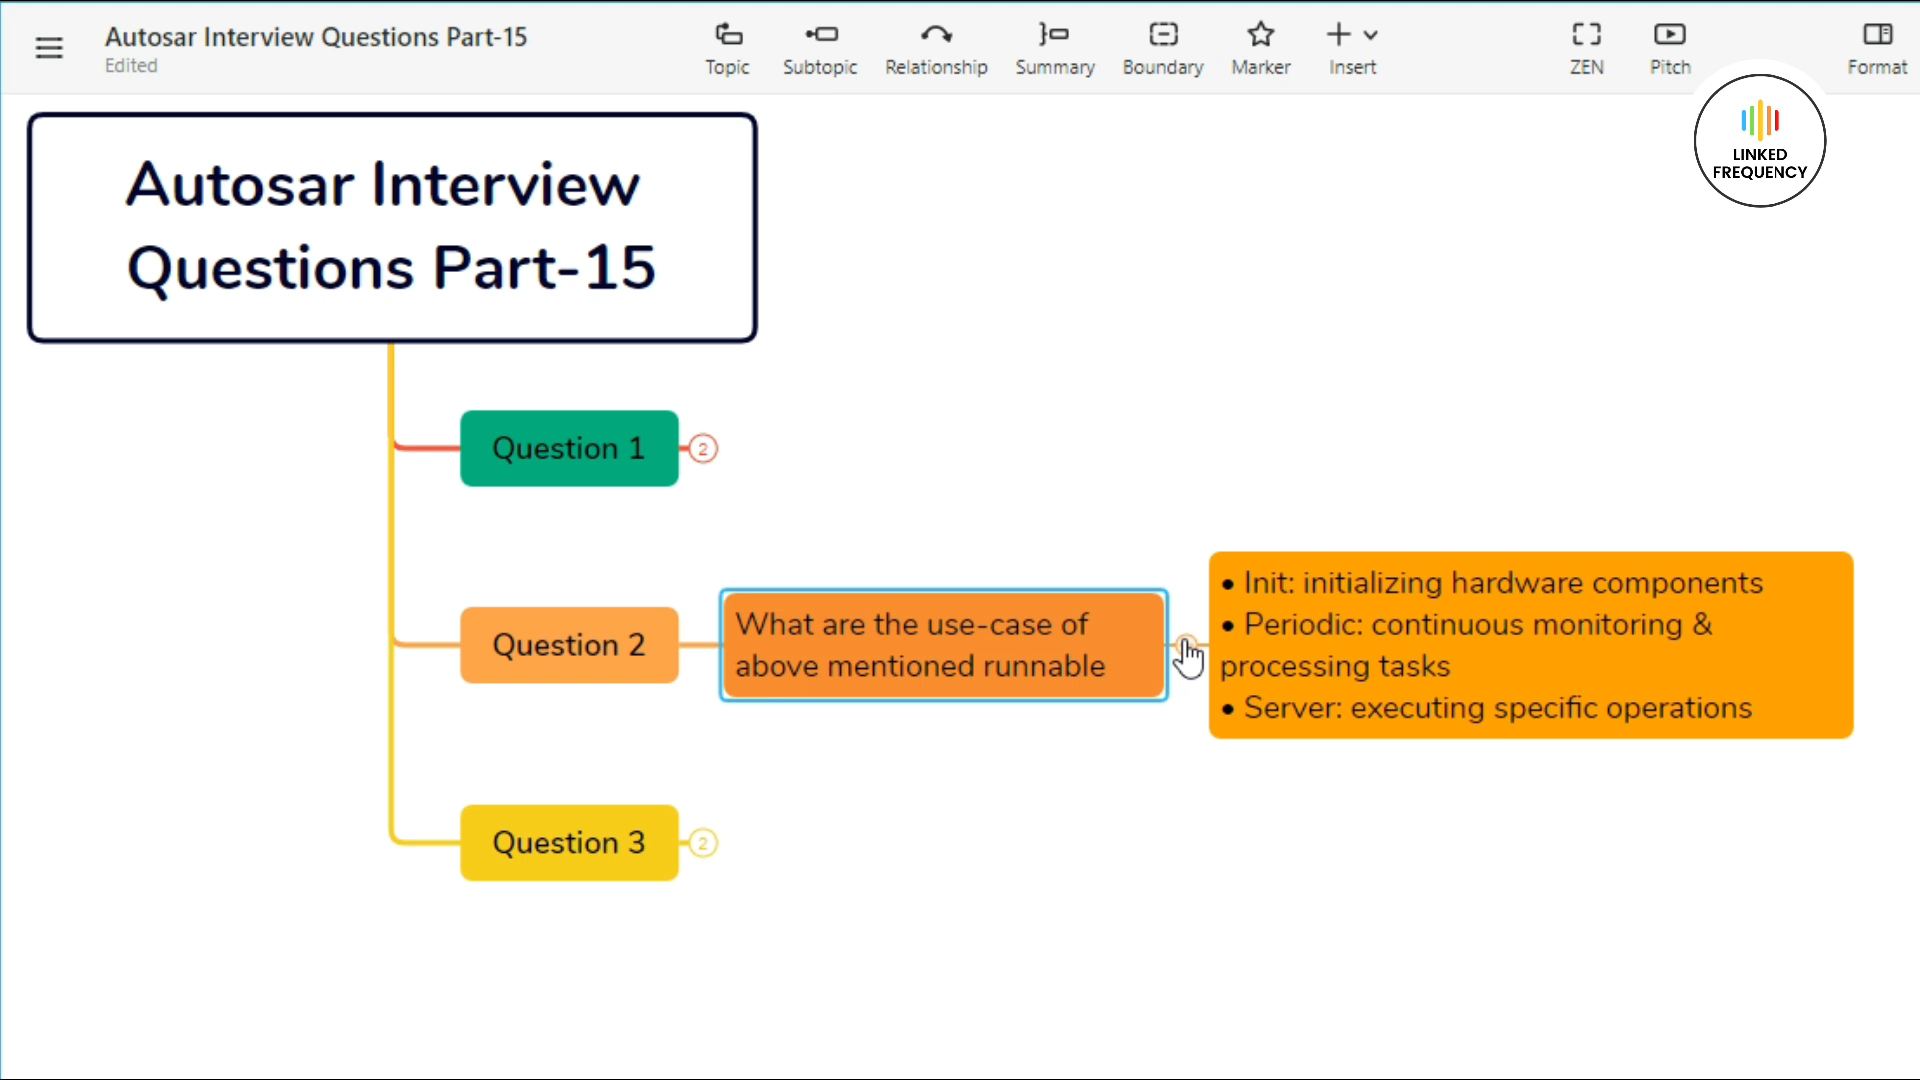 Autosar Interview Questions Part-15
Edited
Topic
Subtopic
Relationship
Summary
Boundary
Marker
Insert
ZEN
Pitch
Format
LINKED
FREQUENCY
Autosar Interview
Questions Part-15
Question 1
2
Question 2
What are the use-case of
above mentioned runnable
• Init: initializing hardware components
• Periodic: continuous monitoring &
processing tasks
• Server: executing specific operations
Question 3
2